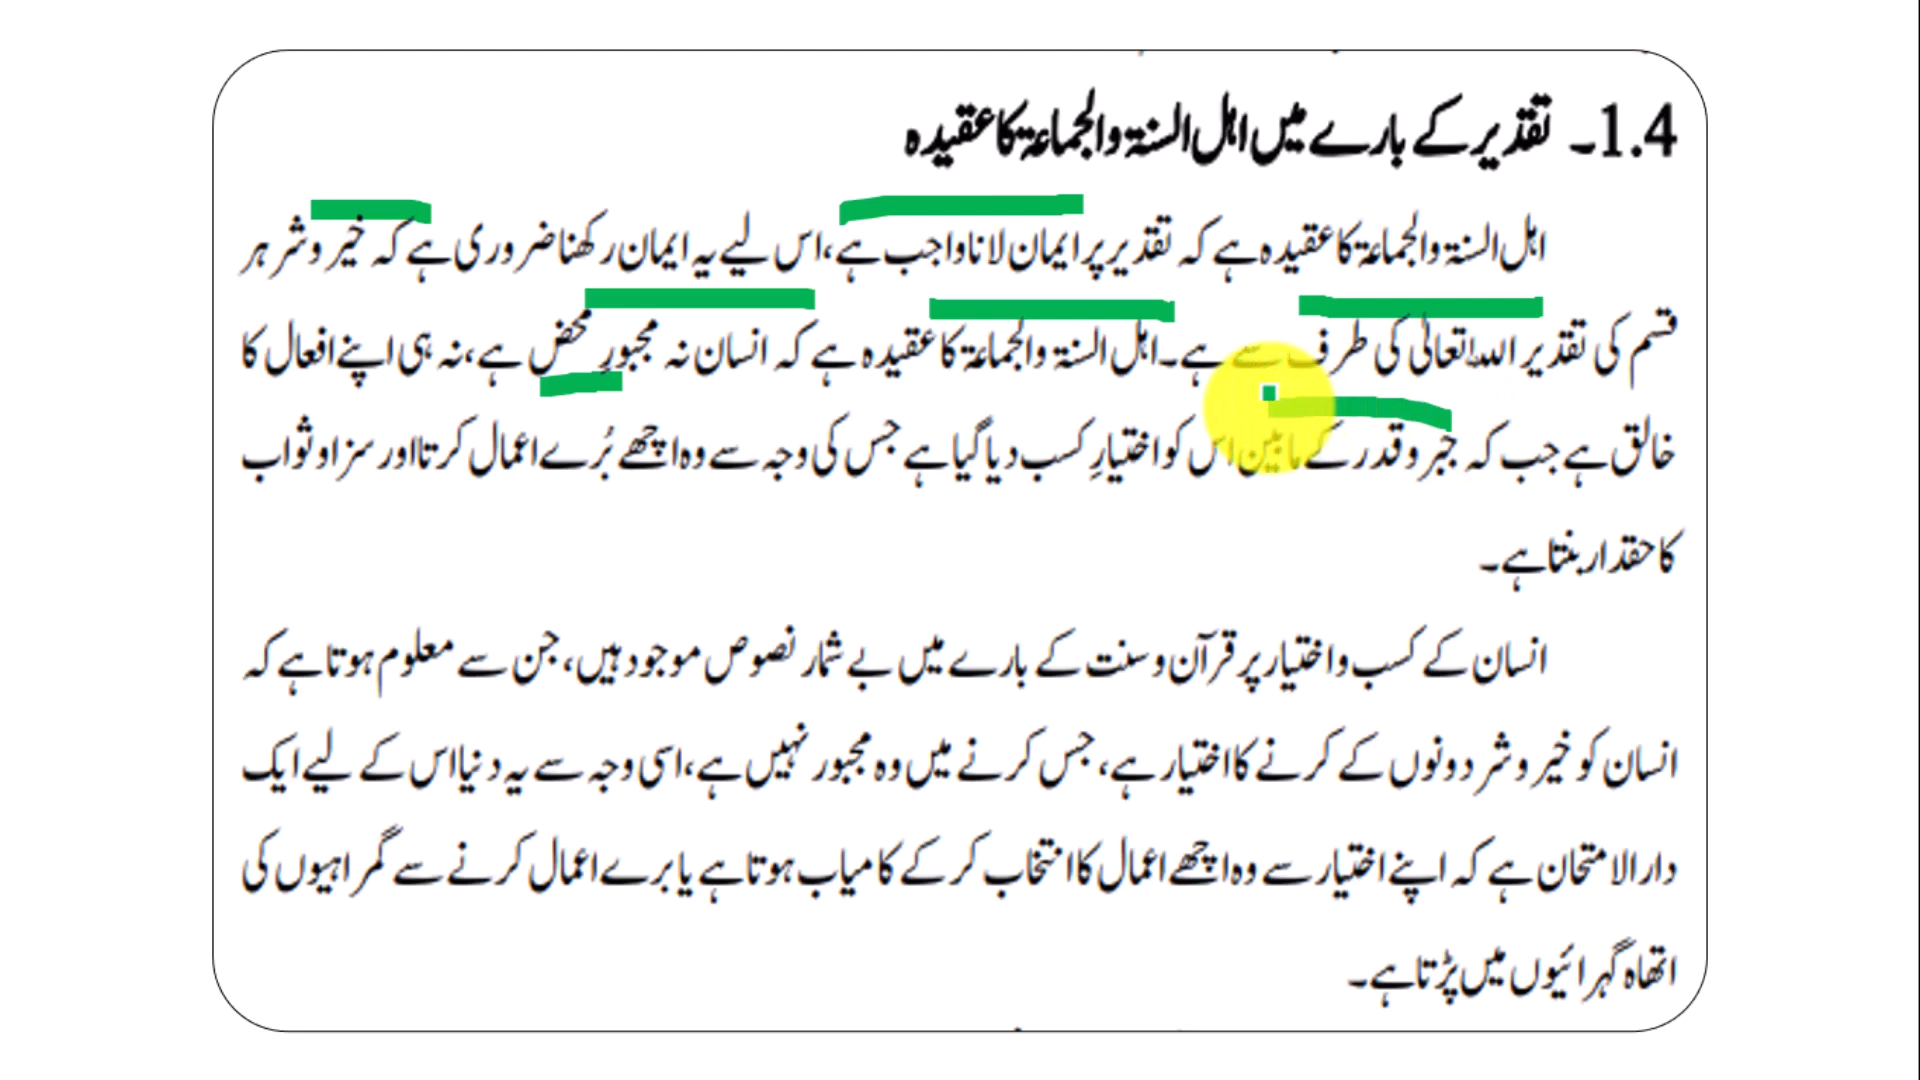 1.4۔ تقدیر کے بارے میں اہل السنۃ والجماعۃ کا عقیدہ
اہل السنۃ والجماعۃ کا عقیدہ ہے کہ تقدیر پر ایمان لانا واجب ہے، اس لیے یہ ایمان رکھنا ضروری ہے کہ خیر و شر ہر
قسم کی تقدیر اللہ تعالیٰ کی طرف سے ہے۔ اہل السنۃ والجماعۃ کا عقیدہ ہے کہ انسان نہ مجبورِ محض ہے، نہ ہی اپنے افعال کا
خالق ہے جب کہ جبر و قدر کے مابین اس کو اختیارِ کسب دیا گیا ہے جس کی وجہ سے وہ اچھے بُرے اعمال کرتا اور سزا و ثواب
کا حقدار بنتا ہے۔
انسان کے کسب و اختیار پر قرآن و سنت کے بارے میں بے شمار نصوص موجود ہیں، جن سے معلوم ہوتا ہے کہ
انسان کو خیر و شر دونوں کے کرنے کا اختیار ہے، جس کرنے میں وہ مجبور نہیں ہے، اسی وجہ سے یہ دنیا اس کے لیے ایک
دار الامتحان ہے کہ اپنے اختیار سے وہ اچھے اعمال کا انتخاب کر کے کامیاب ہوتا ہے یا برے اعمال کرنے سے گمراہیوں کی
اتھاہ گہرائیوں میں پڑتا ہے۔